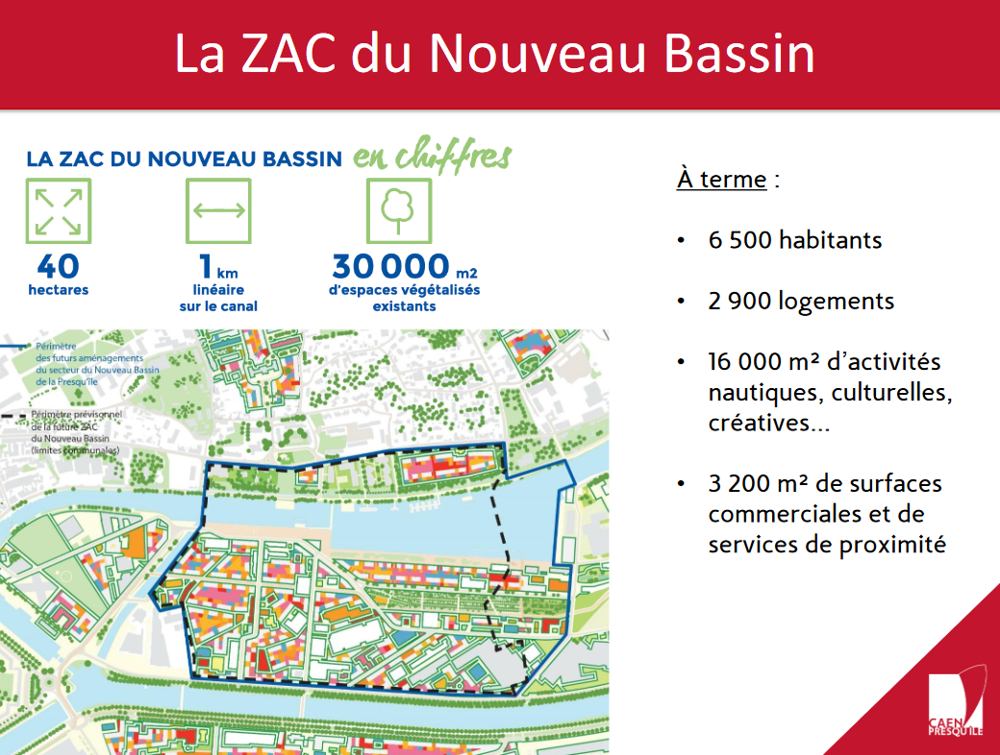 La ZAC du Nouveau Bassin
LA ZAC DU NOUVEAU BASSIN en chiffres
40
hectares
1 km
linéaire
sur le canal
30 000 m2
d'espaces végétalisés
existants
Périmètre
des futurs aménagements
du secteur du Nouveau Bassin
de la Presqu'île
Périmètre prévisonnel
de la future ZAC
du Nouveau Bassin
(limites communales)
À terme :
• 6 500 habitants
• 2 900 logements
• 16 000 m² d’activités
nautiques, culturelles,
créatives...
• 3 200 m² de surfaces
commerciales et de
services de proximité
CAEN
PRESQU'ILE